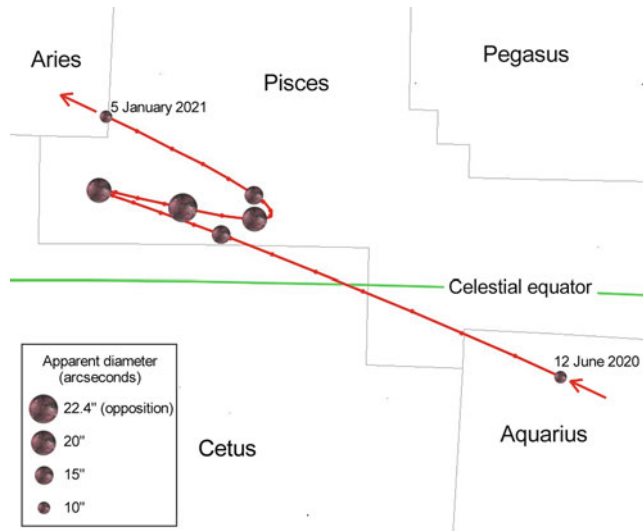 Aries
Pisces
Pegasus
5 January 2021
Celestial equator
12 June 2020
Apparent diameter
(arcseconds)
22.4" (opposition)
20"
15"
10"
Cetus
Aquarius